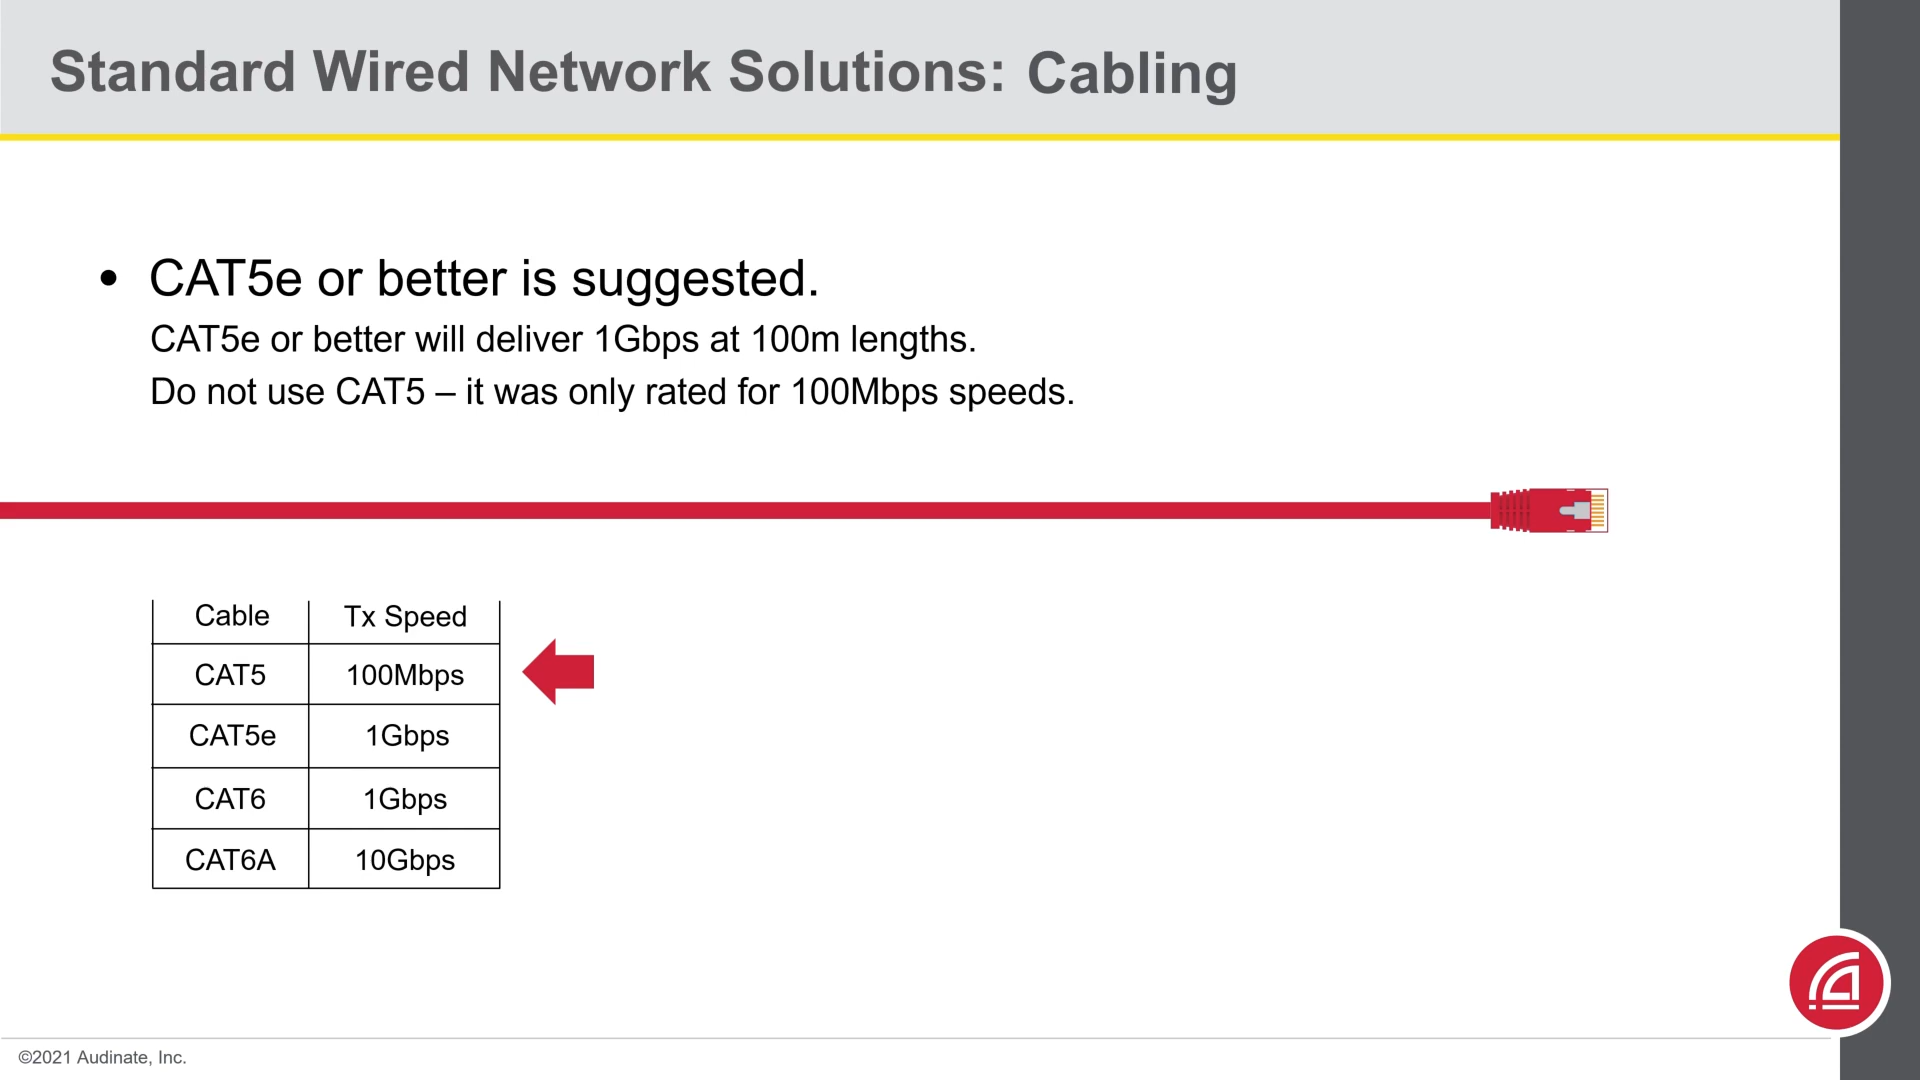 Standard Wired Network Solutions: Cabling
• CAT5e or better is suggested.
CAT5e or better will deliver 1Gbps at 100m lengths.
Do not use CAT5 – it was only rated for 100Mbps speeds.
Cable Tx Speed
CAT5 100Mbps
CAT5e 1Gbps
CAT6 1Gbps
CAT6A 10Gbps
©2021 Audinate, Inc.